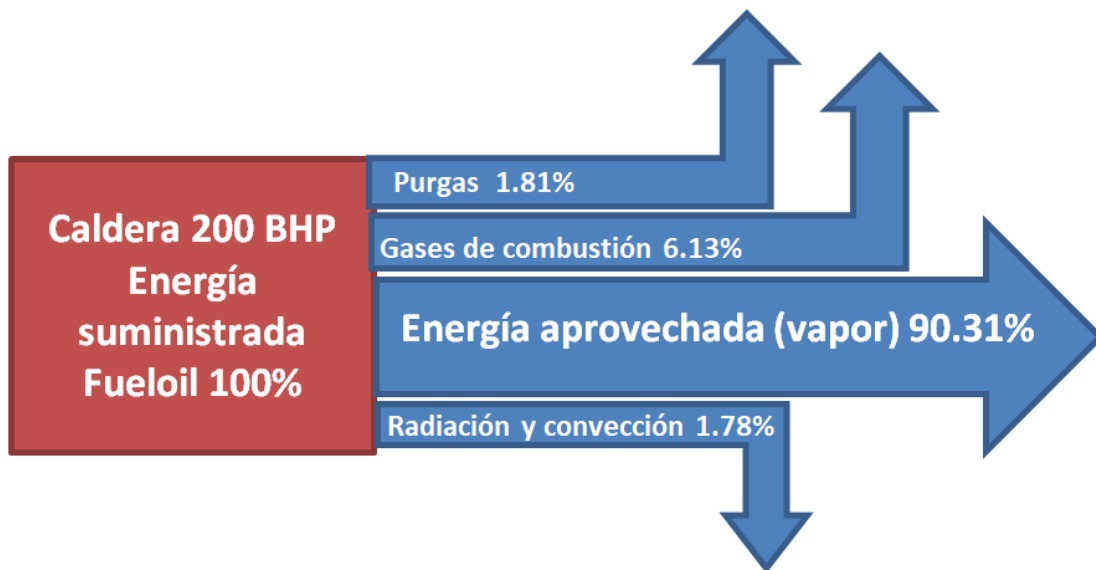 Caldera 200 BHP
Energía
suministrada
Fueloil 100%
Purgas 1.81%
Gases de combustión 6.13%
Energía aprovechada (vapor) 90.31%
Radiación y convección 1.78%